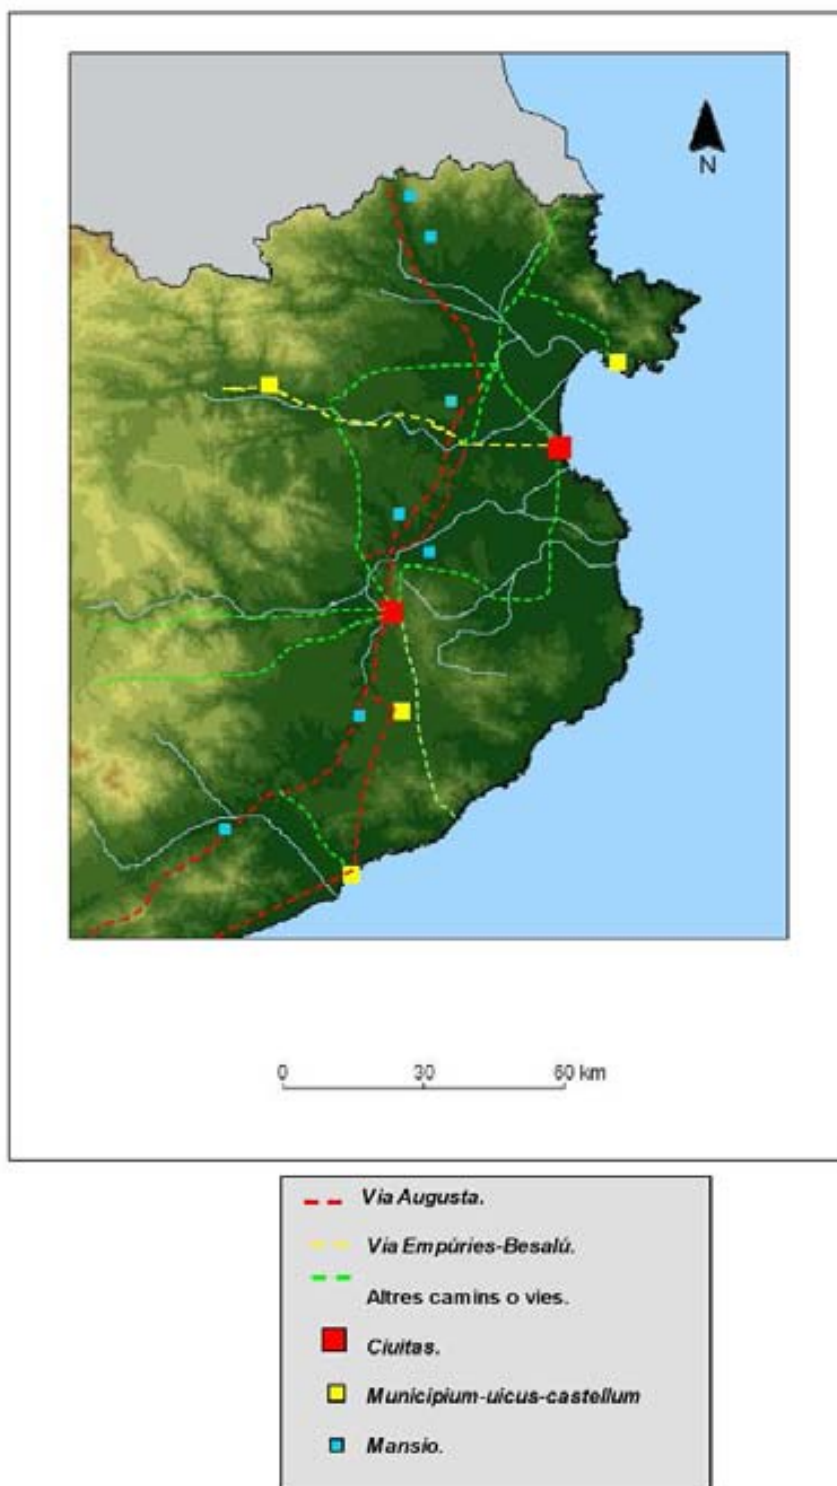 N
0 30 60 km
Via Augusta.
Via Empúries-Besalú.
Altres camins o vies.
Ciuitas.
Municipium-uicus-castellum
Mansio.